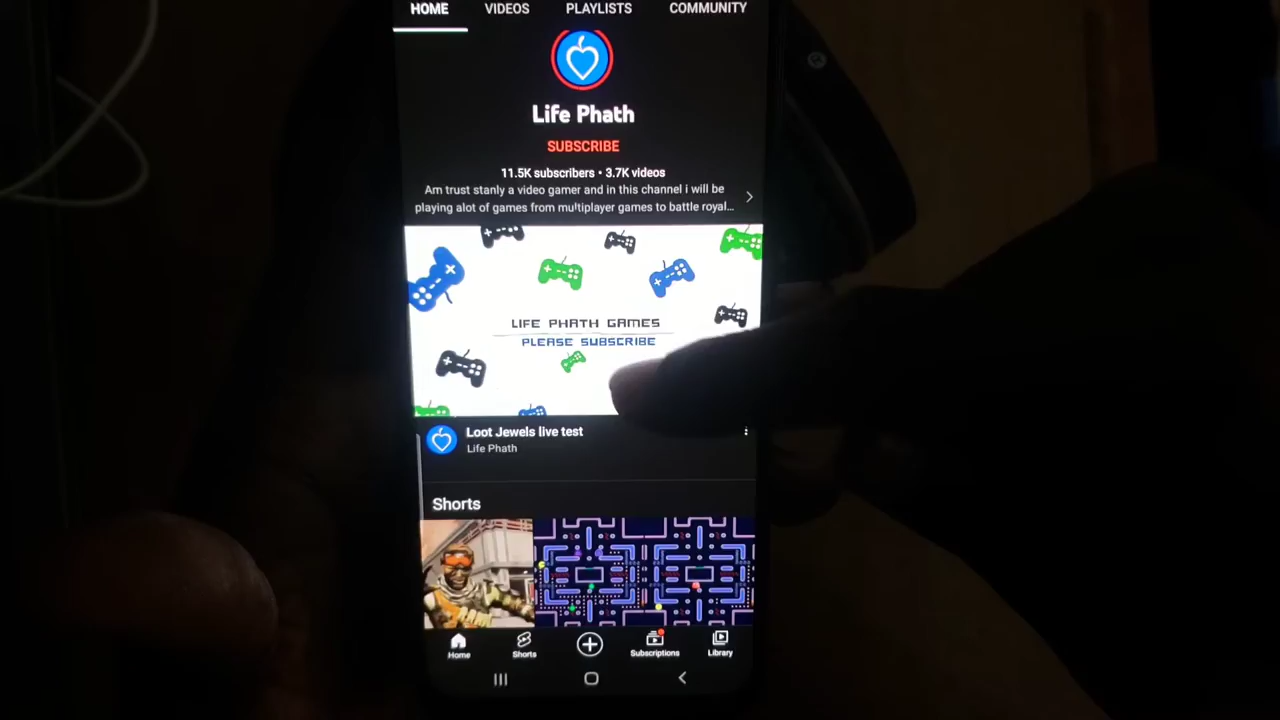 HOME VIDEOS PLAYLISTS COMMUNITY
Life Phath
SUBSCRIBE
11.5K subscribers • 3.7K videos
Am trust stanly a video gamer and in this channel i will be
playing alot of games from multiplayer games to battle royal...
LIFE PHATH GAMES
PLEASE SUBSCRIBE
Loot Jewels live test
Life Phath
Shorts
Home Shorts Subscriptions Library